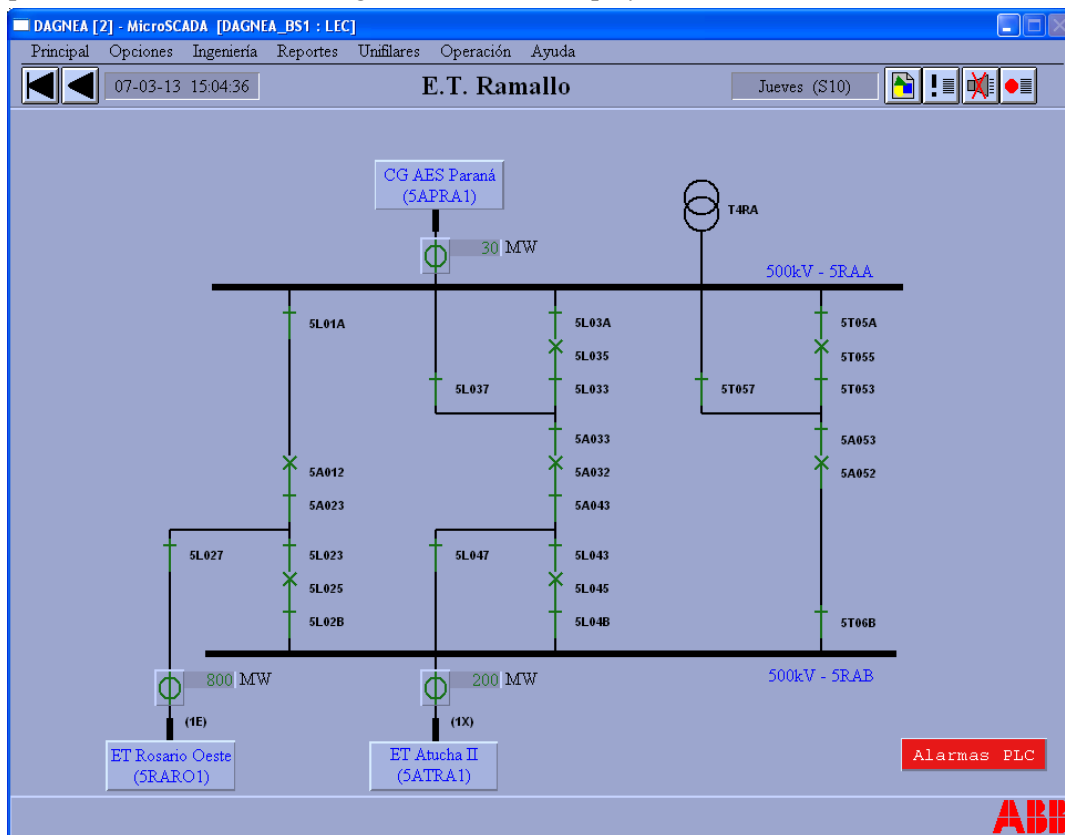 DAGNEA [2] - MicroSCADA [DAGNEA_BS1 : LEC]
Principal Opciones Ingeniería Reportes Unifilares Operación Ayuda
07-03-13 15:04:36 E.T. Ramallo Jueves (S10)
CG AES Paraná
(5APRA1)
T4RA
30 MW
500kV - 5RAA
5L01A 5L03A 5T05A
5L035 5T055
5L037 5L033 5T057 5T053
5A033 5A053
5A012 5A032 5A052
5A023 5A043
5L027 5L023 5L047 5L043
5L025 5L045
5L02B 5L04B 5T06B
800 MW 200 MW 500kV - 5RAB
(1E) (1X)
ET Rosario Oeste ET Atucha II
(5RARO1) (5ATRA1)
Alarmas PLC
ABB